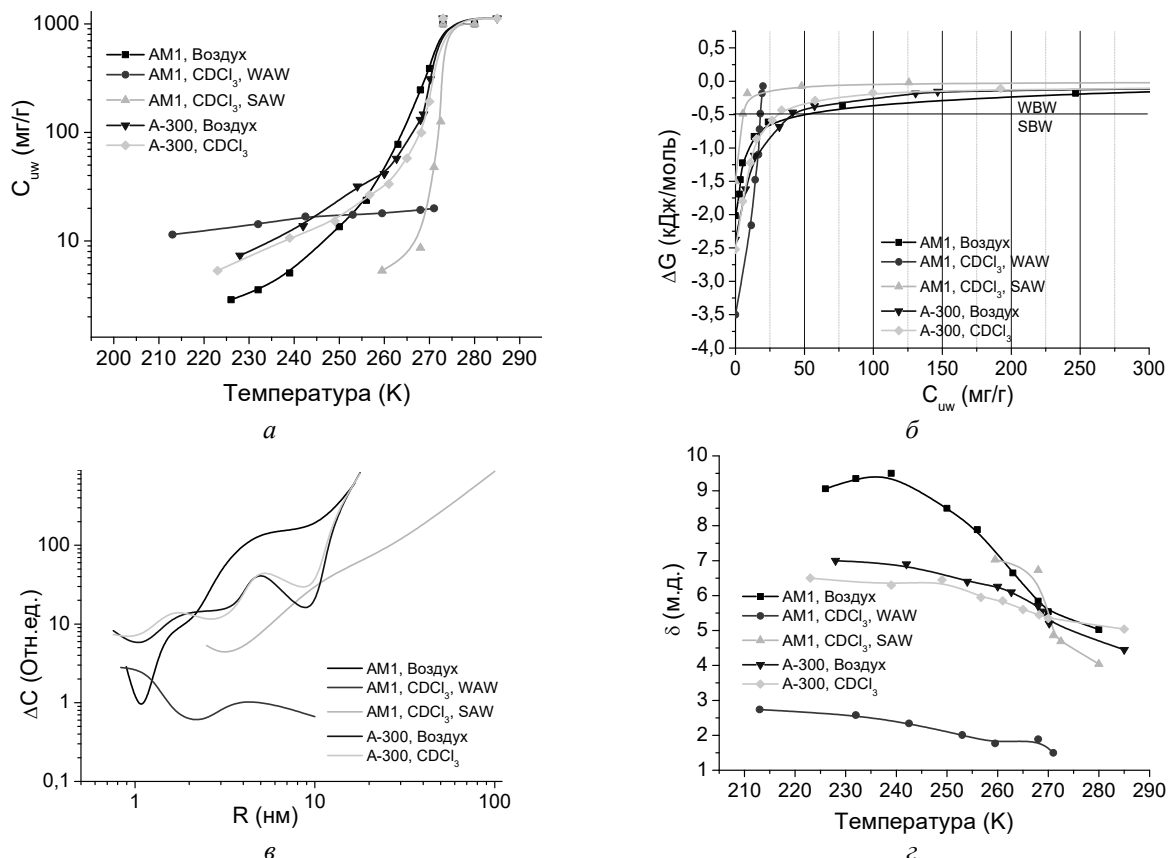 1000
100
10
C_uw (мг/г)
AM1, Воздух
AM1, CDCl₃, WAW
AM1, CDCl₃, SAW
A-300, Воздух
A-300, CDCl₃
200 210 220 230 240 250 260 270 280 290
Температура (K)
а
0,5
0,0
-0,5
-1,0
-1,5
-2,0
-2,5
-3,0
-3,5
-4,0
ΔG (кДж/моль)
WBW
SBW
AM1, Воздух
AM1, CDCl₃, WAW
AM1, CDCl₃, SAW
A-300, Воздух
A-300, CDCl₃
0 50 100 150 200 250 300
C_uw (мг/г)
б
100
10
1
0,1
ΔC (Отн.ед.)
AM1, Воздух
AM1, CDCl₃, WAW
AM1, CDCl₃, SAW
A-300, Воздух
A-300, CDCl₃
1 10 100
R (нм)
в
10
9
8
7
6
5
4
3
2
1
δ (м.д.)
AM1, Воздух
AM1, CDCl₃, WAW
AM1, CDCl₃, SAW
A-300, Воздух
A-300, CDCl₃
210 220 230 240 250 260 270 280 290
Температура (K)
г